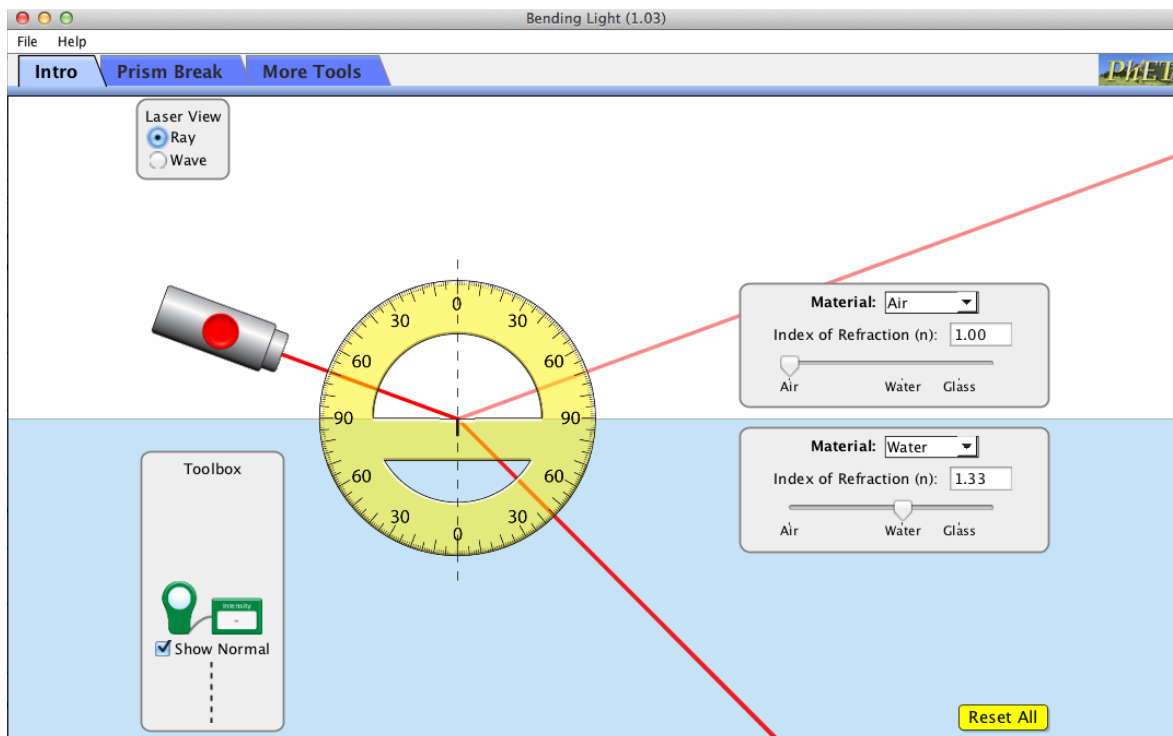 Bending Light (1.03)
File Help
Intro Prism Break More Tools
PhET
Laser View
Ray
Wave
0
30 30
60 60
90 90
60 60
30 30
0
Material: Air
Index of Refraction (n): 1.00
Air Water Glass
Material: Water
Index of Refraction (n): 1.33
Air Water Glass
Toolbox
Intensity
-
Show Normal
Reset All